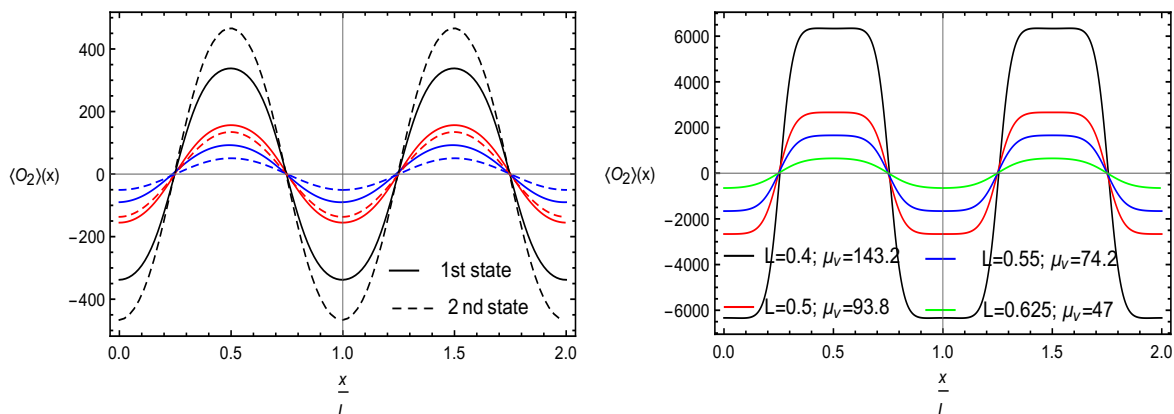 400
200
0
−200
−400
⟨O₂⟩(x)
1st state
2 nd state
0.0 0.5 1.0 1.5 2.0
x
6000
4000
2000
0
−2000
−4000
−6000
⟨O₂⟩(x)
L=0.4; μᵥ=143.2
L=0.55; μᵥ=74.2
L=0.5; μᵥ=93.8
L=0.625; μᵥ=47
0.0 0.5 1.0 1.5 2.0
x